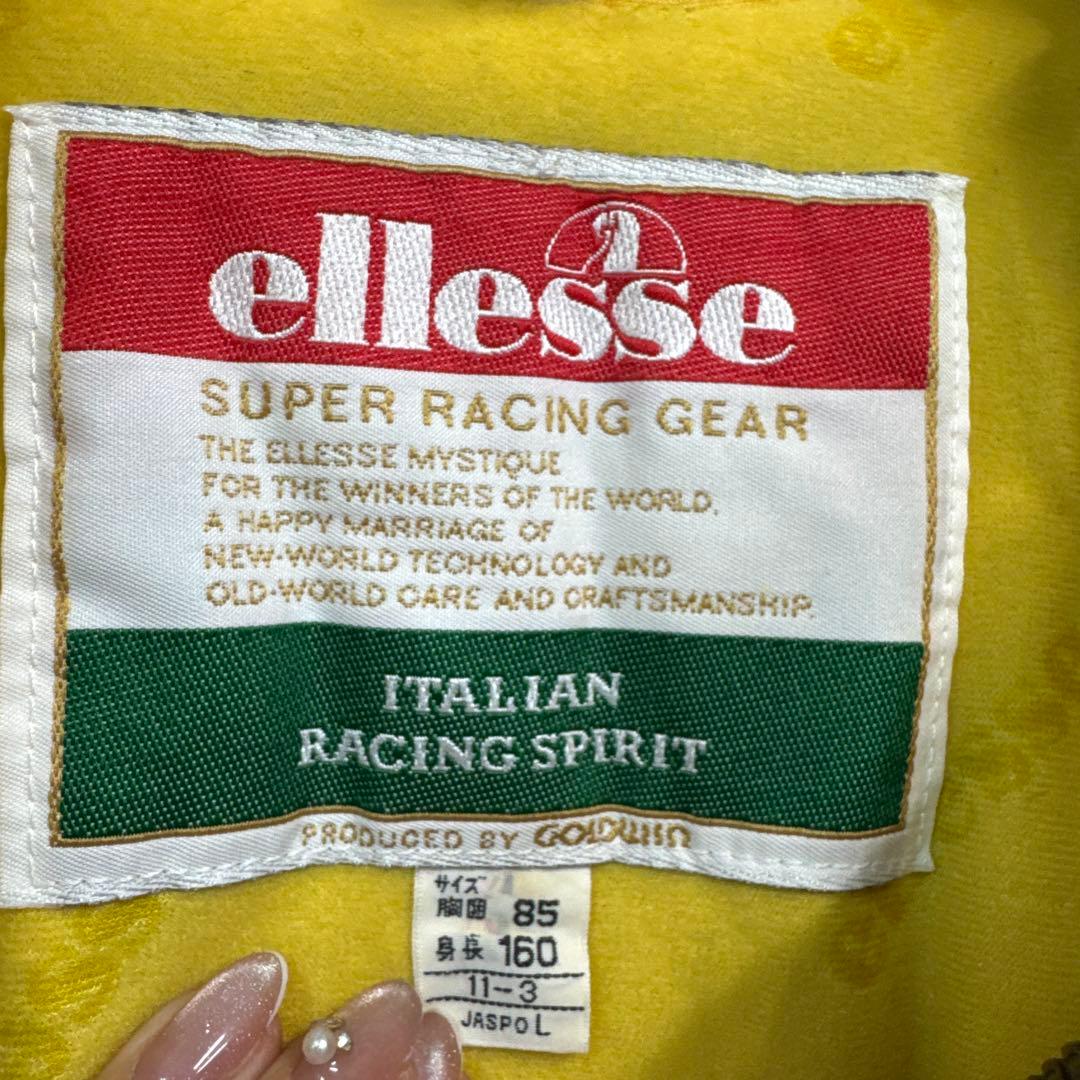 ellesse
SUPER RACING GEAR
THE ELLESSE MYSTIQUE
FOR THE WINNERS OF THE WORLD.
A HAPPY MARRIAGE OF
NEW-WORLD TECHNOLOGY AND
OLD-WORLD CARE AND CRAFTSMANSHIP.
ITALIAN
RACING SPIRIT
PRODUCED BY GOLDWIN
サイズ
胸囲 85
身長 160
11-3
JASPO L